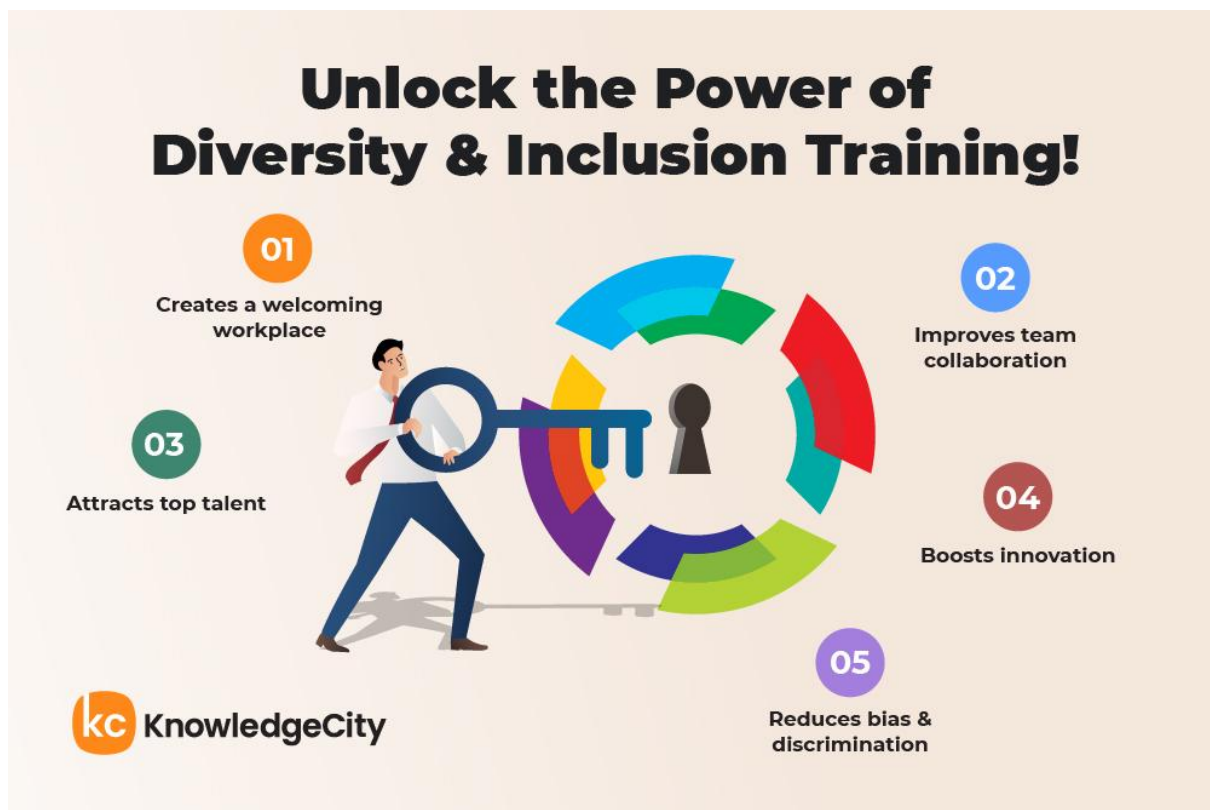 Unlock the Power of
Diversity & Inclusion Training!
01
Creates a welcoming
workplace
02
Improves team
collaboration
03
Attracts top talent
04
Boosts innovation
05
Reduces bias &
discrimination
kc KnowledgeCity